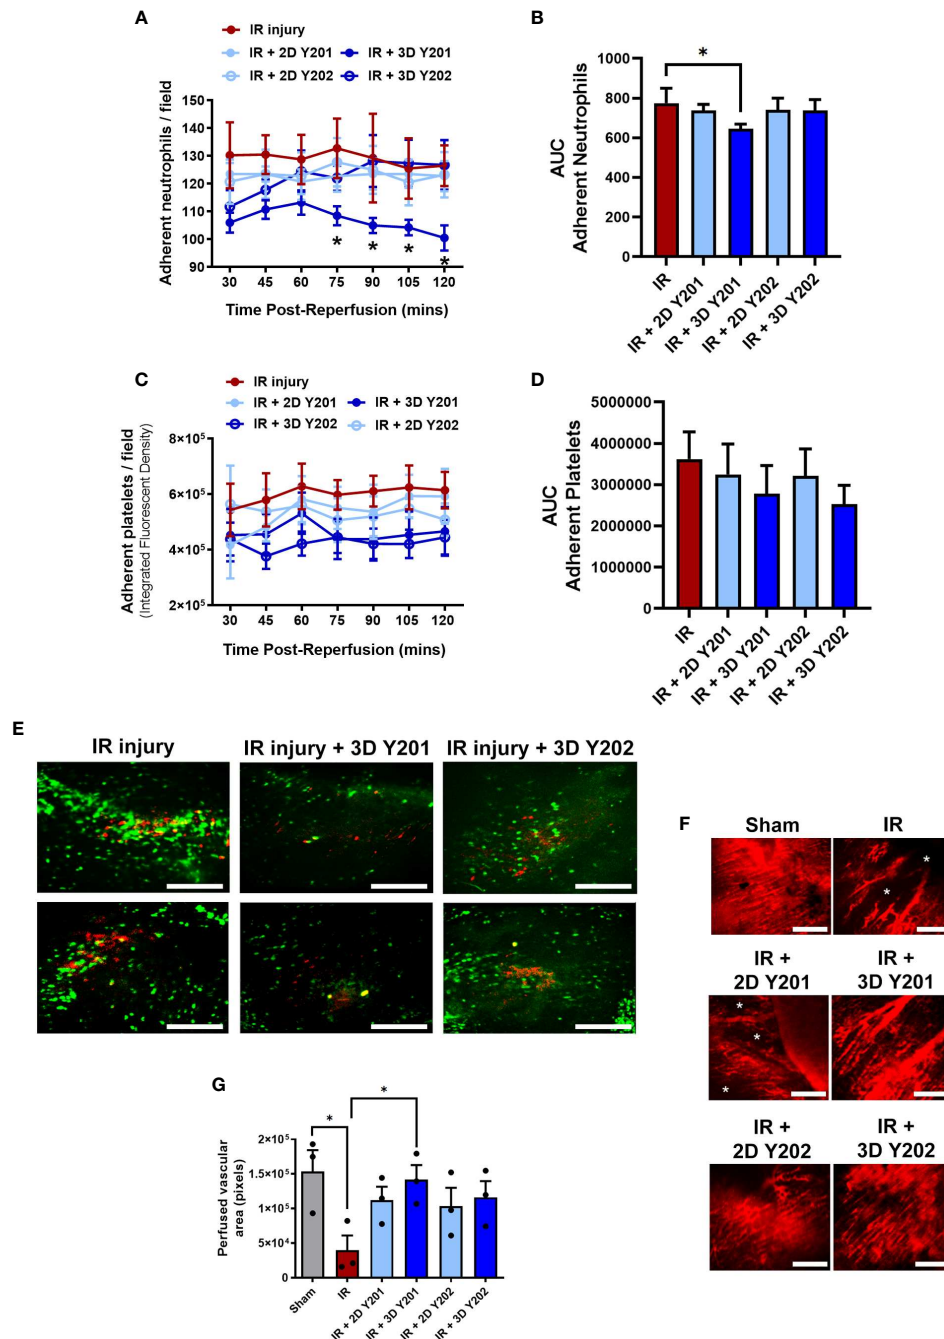 A
IR injury
IR + 2D Y201
IR + 3D Y201
IR + 2D Y202
IR + 3D Y202
Adherent neutrophils / field
150
140
130
120
110
100
90
* * * *
30 45 60 75 90 105 120
Time Post-Reperfusion (mins)
B
AUC
Adherent Neutrophils
1000
800
600
400
200
0
*
IR
IR + 2D Y201
IR + 3D Y201
IR + 2D Y202
IR + 3D Y202
C
IR injury
IR + 2D Y201
IR + 3D Y201
IR + 3D Y202
IR + 2D Y202
Adherent platelets / field
(Integrated Fluorescent Density)
8×10⁵
6×10⁵
4×10⁵
2×10⁵
30 45 60 75 90 105 120
Time Post-Reperfusion (mins)
D
AUC
Adherent Platelets
5000000
4000000
3000000
2000000
1000000
0
IR
IR + 2D Y201
IR + 3D Y201
IR + 2D Y202
IR + 3D Y202
E
IR injury
IR injury + 3D Y201
IR injury + 3D Y202
F
Sham
IR
* *
IR +
2D Y201
IR +
3D Y201
* * *
IR +
2D Y202
IR +
3D Y202
G
Perfused vascular
area (pixels)
2×10⁵
1.5×10⁵
1×10⁵
5×10⁴
0
* *
Sham
IR
IR + 2D Y201
IR + 3D Y201
IR + 2D Y202
IR + 3D Y202